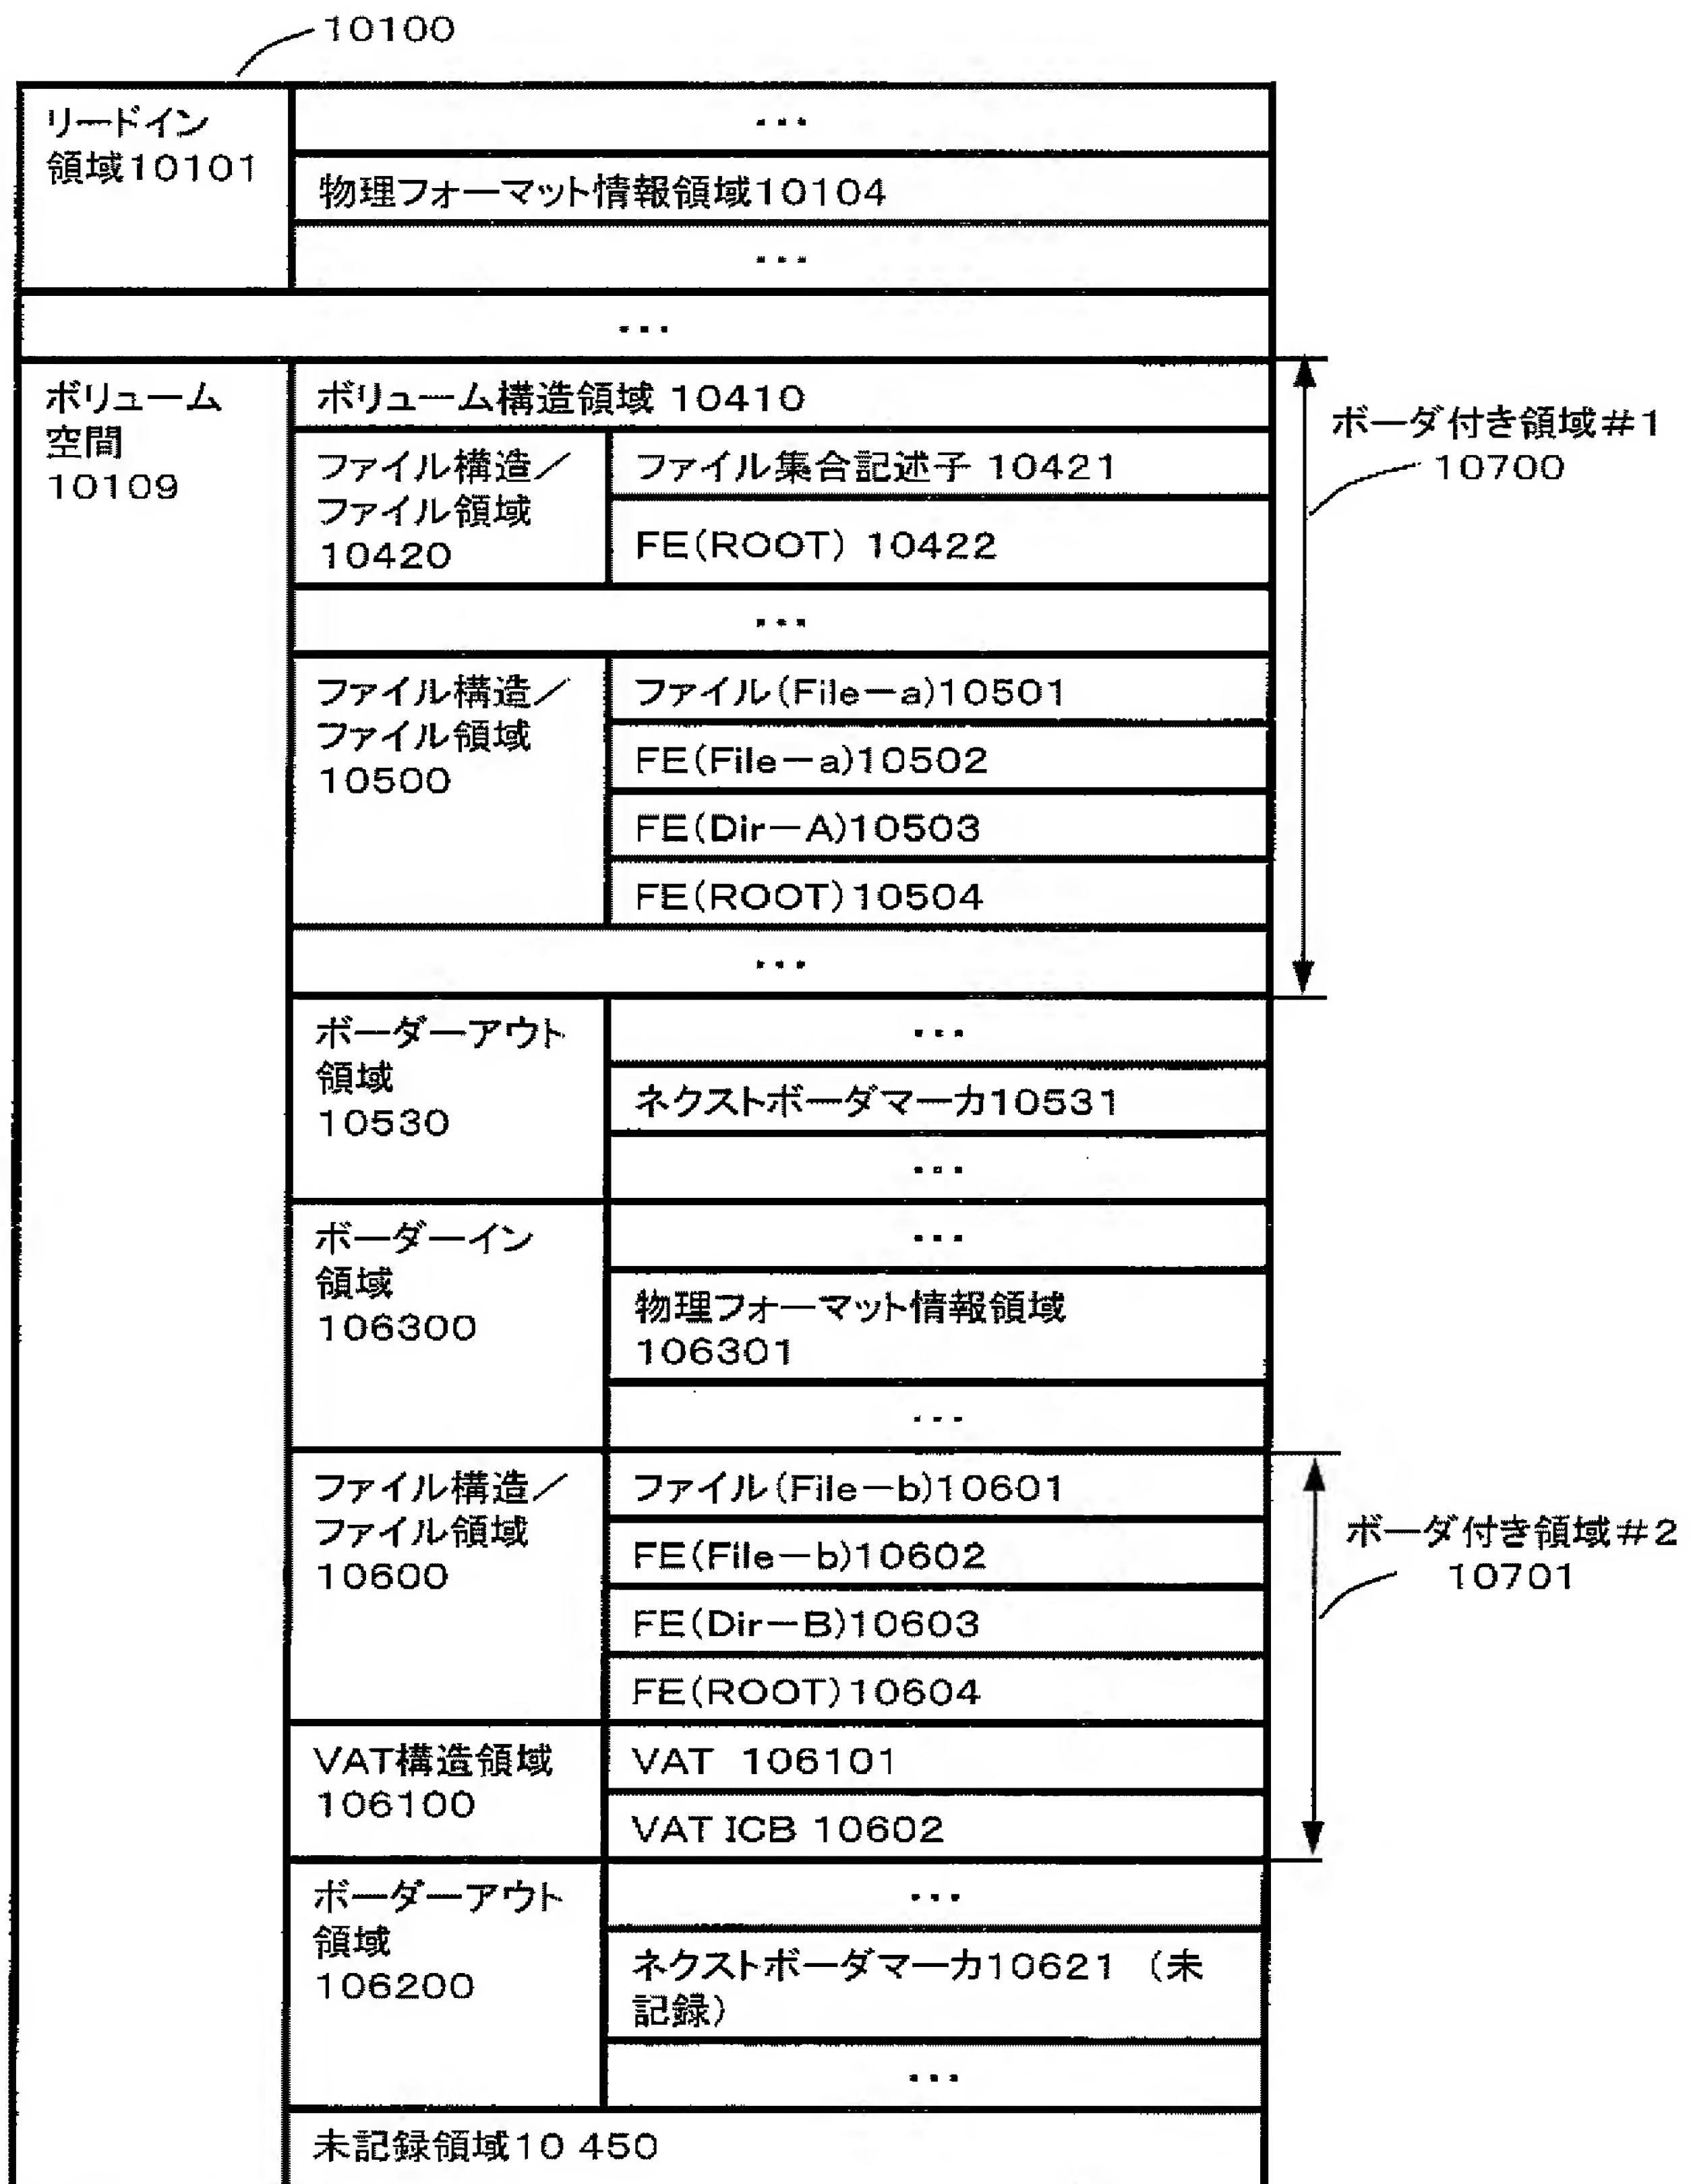 10100
リードイン
領域10101
...
物理フォーマット情報領域10104
...
...
ボリューム
空間
10109
ボリューム構造領域 10410
ファイル構造／
ファイル領域
10420
ファイル集合記述子 10421
FE(ROOT) 10422
...
ファイル構造／
ファイル領域
10500
ファイル(File－a)10501
FE(File－a)10502
FE(Dir－A)10503
FE(ROOT)10504
...
ボーダ付き領域＃1
10700
ボーダーアウト
領域
10530
...
ネクストボーダマーカ10531
...
ボーダーイン
領域
106300
...
物理フォーマット情報領域
106301
...
ファイル構造／
ファイル領域
10600
ファイル(File－b)10601
FE(File－b)10602
FE(Dir－B)10603
FE(ROOT)10604
VAT構造領域
106100
VAT 106101
VAT ICB 10602
ボーダ付き領域＃2
10701
ボーダーアウト
領域
106200
...
ネクストボーダマーカ10621 （未
記録）
...
未記録領域10 450